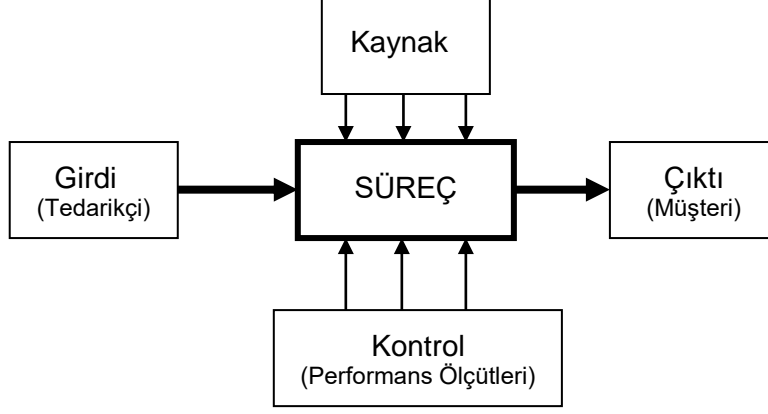 Kaynak
Girdi
(Tedarikçi)
SÜREÇ
Çıktı
(Müşteri)
Kontrol
(Performans Ölçütleri)